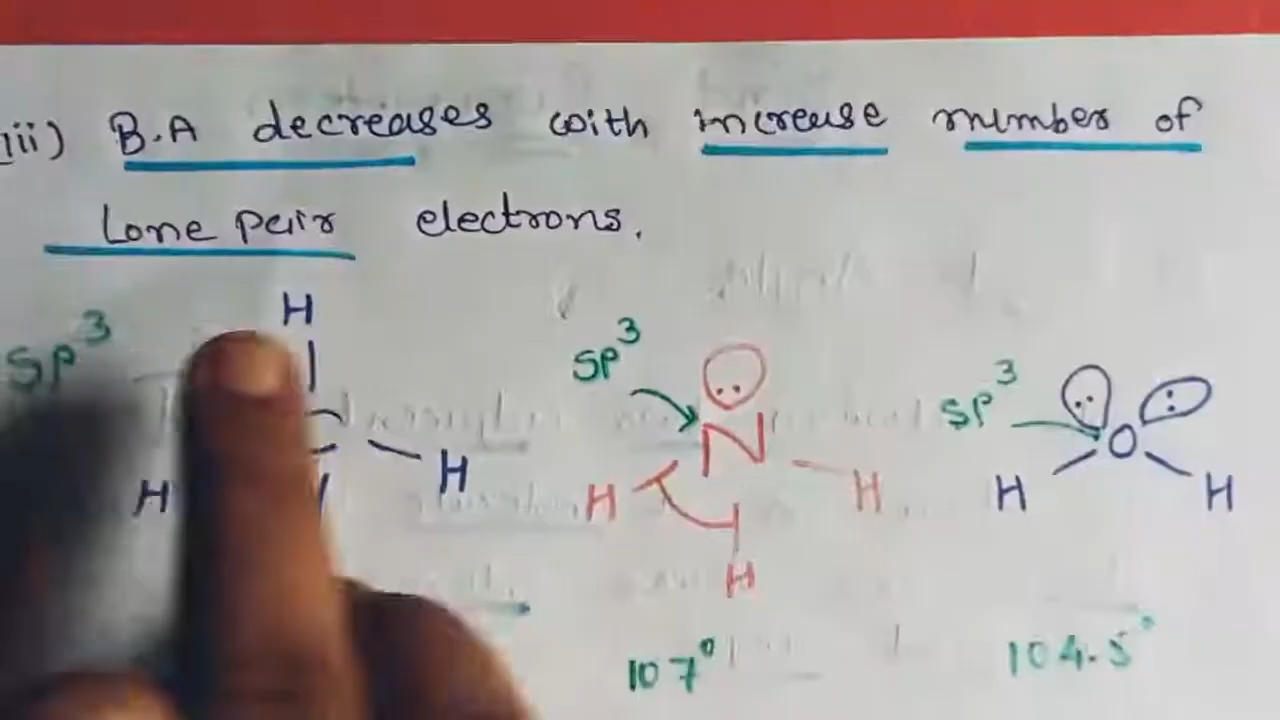 iii) B.A decreases with increase number of
Lone pair electrons.
SP3 H SP3 SP3
N O
H H H H H H
H
107° 104.5°